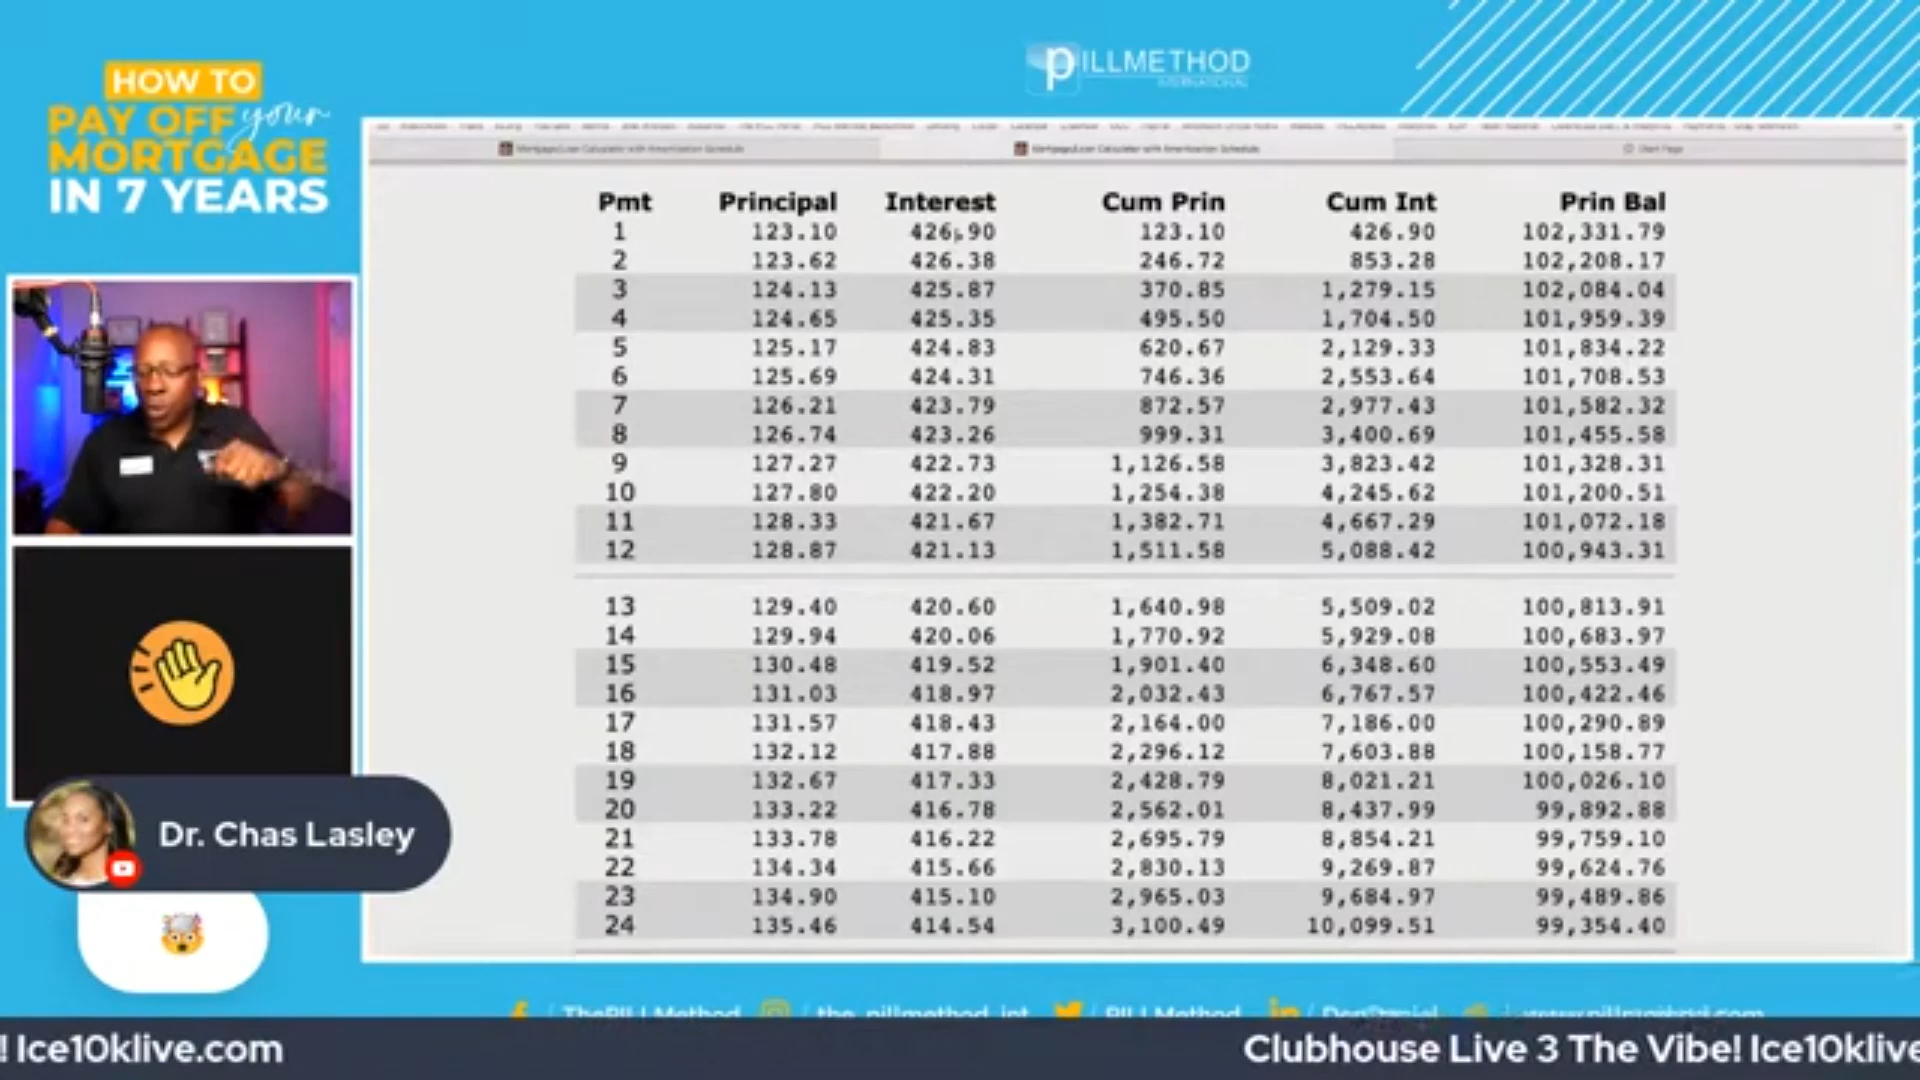 HOW TO
PAY OFF your
MORTGAGE
IN 7 YEARS
PILLMETHOD
INTERNATIONAL
Mortgage/Loan Calculator with Amortization Schedule
Mortgage/Loan Calculator with Amortization Schedule
Start Page
Pmt Principal Interest Cum Prin Cum Int Prin Bal
1 123.10 426.90 123.10 426.90 102,331.79
2 123.62 426.38 246.72 853.28 102,208.17
3 124.13 425.87 370.85 1,279.15 102,084.04
4 124.65 425.35 495.50 1,704.50 101,959.39
5 125.17 424.83 620.67 2,129.33 101,834.22
6 125.69 424.31 746.36 2,553.64 101,708.53
7 126.21 423.79 872.57 2,977.43 101,582.32
8 126.74 423.26 999.31 3,400.69 101,455.58
9 127.27 422.73 1,126.58 3,823.42 101,328.31
10 127.80 422.20 1,254.38 4,245.62 101,200.51
11 128.33 421.67 1,382.71 4,667.29 101,072.18
12 128.87 421.13 1,511.58 5,088.42 100,943.31
13 129.40 420.60 1,640.98 5,509.02 100,813.91
14 129.94 420.06 1,770.92 5,929.08 100,683.97
15 130.48 419.52 1,901.40 6,348.60 100,553.49
16 131.03 418.97 2,032.43 6,767.57 100,422.46
17 131.57 418.43 2,164.00 7,186.00 100,290.89
18 132.12 417.88 2,296.12 7,603.88 100,158.77
19 132.67 417.33 2,428.79 8,021.21 100,026.10
20 133.22 416.78 2,562.01 8,437.99 99,892.88
21 133.78 416.22 2,695.79 8,854.21 99,759.10
22 134.34 415.66 2,830.13 9,269.87 99,624.76
23 134.90 415.10 2,965.03 9,684.97 99,489.86
24 135.46 414.54 3,100.49 10,099.51 99,354.40
Dr. Chas Lasley
/ ThePILLMethod / the_pillmethod_int / PILLMethod
! Ice10klive.com Clubhouse Live 3 The Vibe! Ice10klive